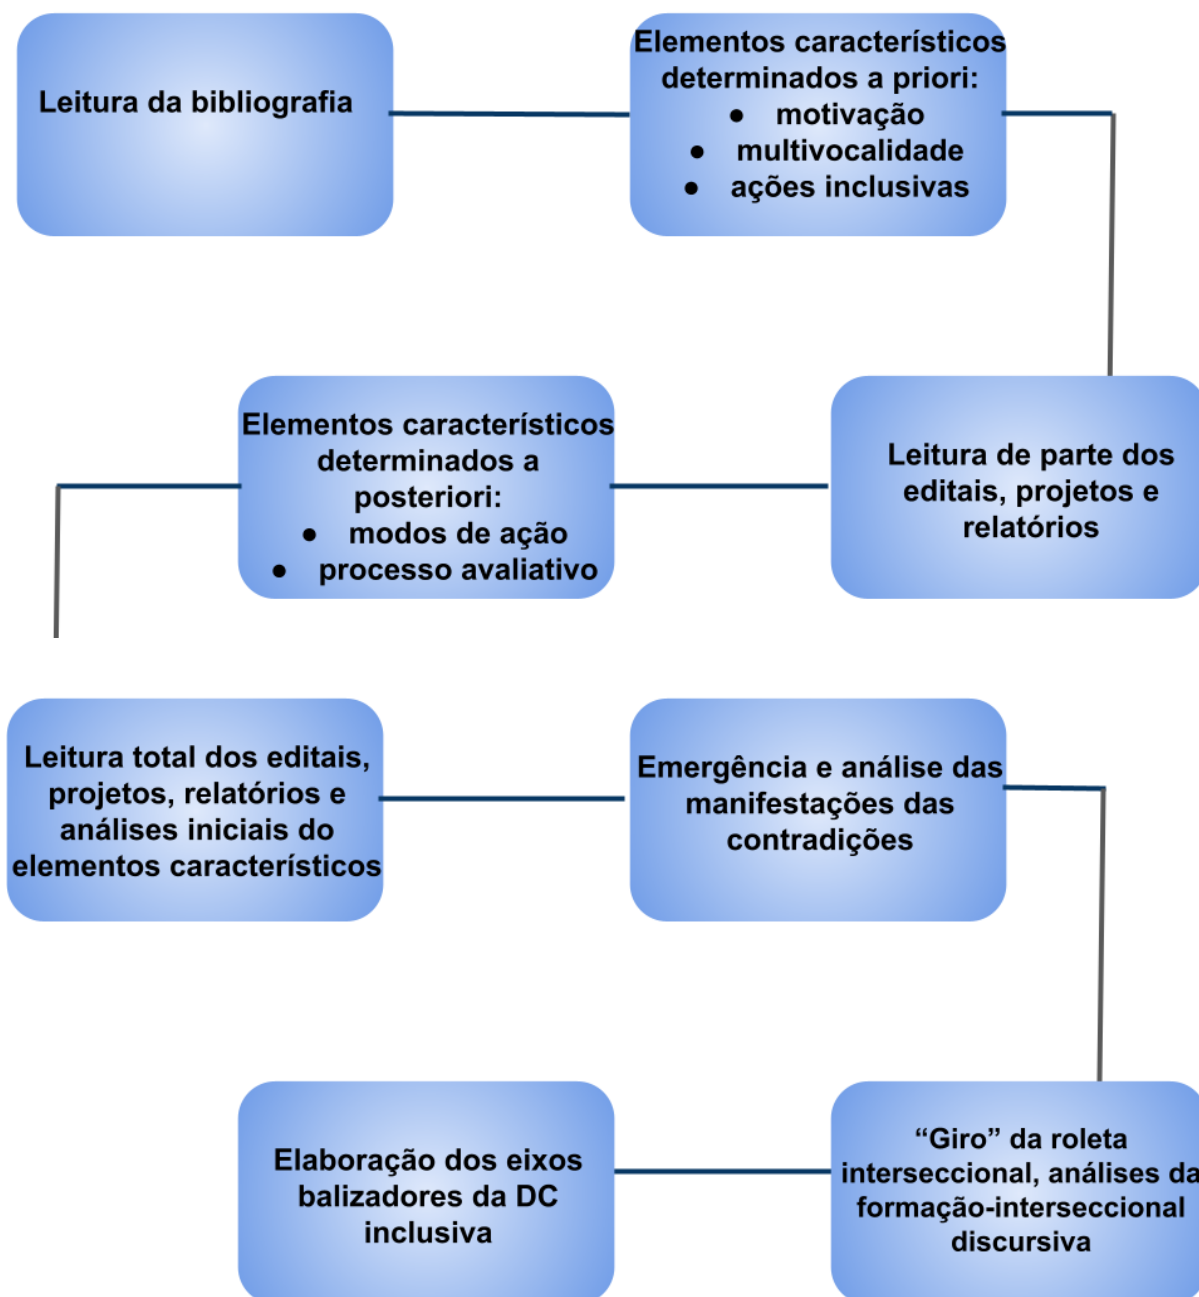 Leitura da bibliografia
Elementos característicos
determinados a priori:
● motivação
● multivocalidade
● ações inclusivas
Leitura de parte dos
editais, projetos e
relatórios
Elementos característicos
determinados a
posteriori:
● modos de ação
● processo avaliativo
Leitura total dos editais,
projetos, relatórios e
análises iniciais do
elementos característicos
Emergência e análise das
manifestações das
contradições
“Giro” da roleta
interseccional, análises da
formação-interseccional
discursiva
Elaboração dos eixos
balizadores da DC
inclusiva